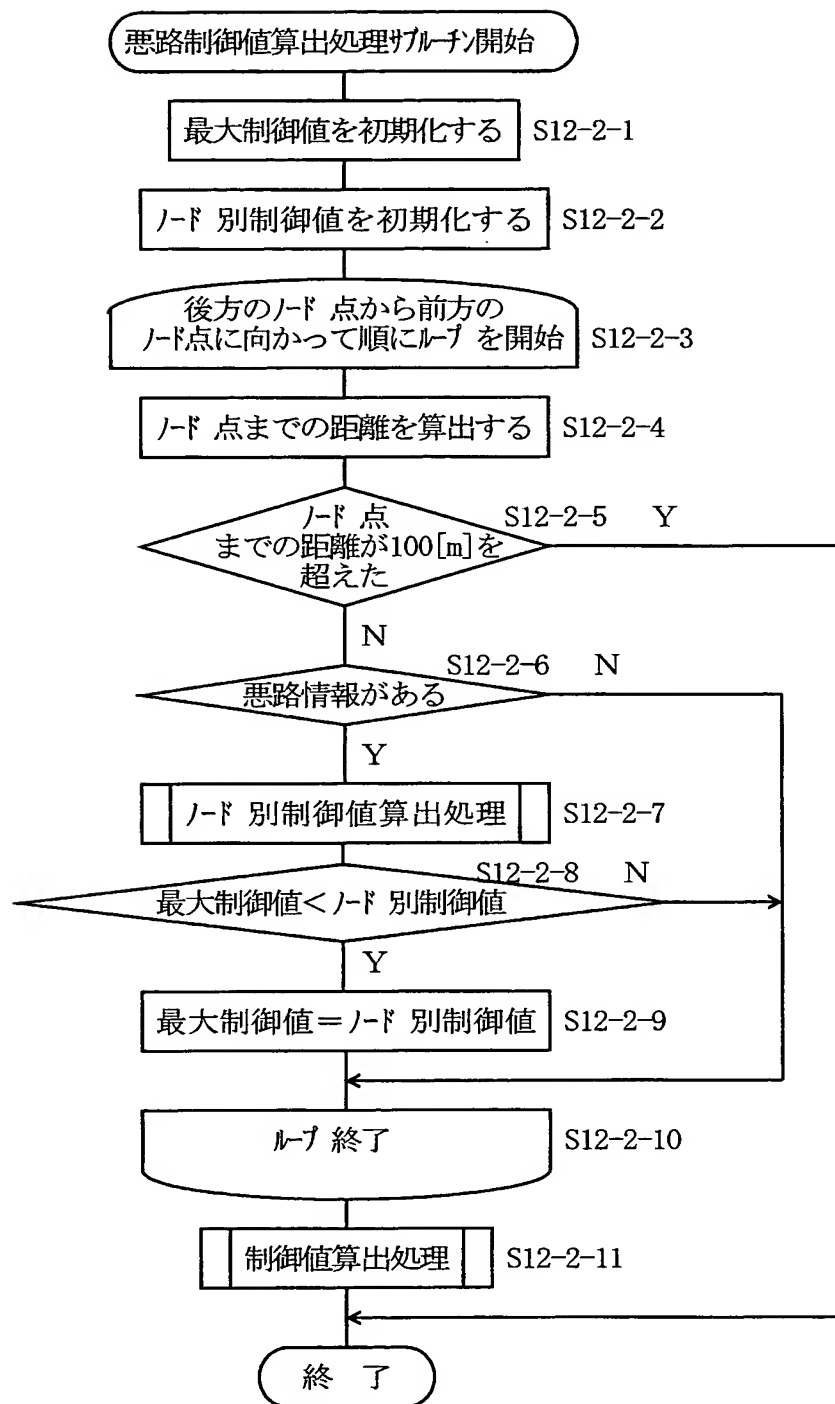 悪路制御値算出処理ｻﾌﾞﾙｰﾁﾝ開始
最大制御値を初期化する S12-2-1
ﾉｰﾄﾞ 別制御値を初期化する S12-2-2
後方のﾉｰﾄﾞ 点から前方の
ﾉｰﾄﾞ点に向かって順にﾙｰﾌﾟ を開始 S12-2-3
ﾉｰﾄﾞ 点までの距離を算出する S12-2-4
S12-2-5 Y
ﾉｰﾄﾞ 点
までの距離が100[m]を
超えた
N
S12-2-6 N
悪路情報がある
Y
ﾉｰﾄﾞ 別制御値算出処理 S12-2-7
S12-2-8 N
最大制御値＜ﾉｰﾄﾞ 別制御値
Y
最大制御値＝ﾉｰﾄﾞ 別制御値 S12-2-9
ﾙｰﾌﾟ 終了 S12-2-10
制御値算出処理 S12-2-11
終 了